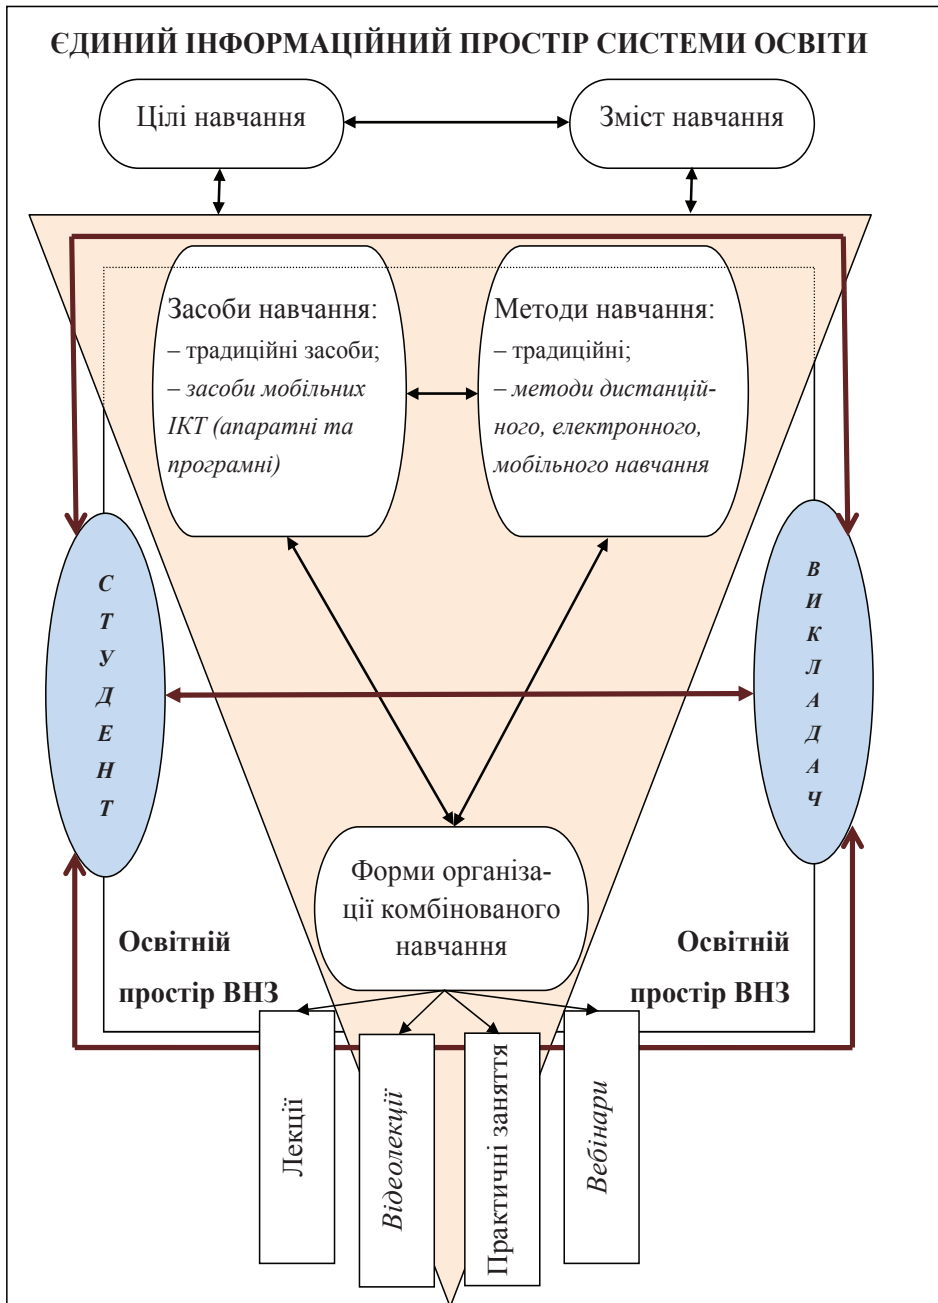 ЄДИНИЙ ІНФОРМАЦІЙНИЙ ПРОСТІР СИСТЕМИ ОСВІТИ
Цілі навчання
Зміст навчання
Засоби навчання:
– традиційні засоби;
– засоби мобільних
ІКТ (апаратні та
програмні)
Методи навчання:
– традиційні;
– методи дистанцій-
ного, електронного,
мобільного навчання
СТУДЕНТ
ВИКЛАДАЧ
Форми організа-
ції комбінованого
навчання
Освітній
простір ВНЗ
Освітній
простір ВНЗ
Лекції
Відеолекції
Практичні заняття
Вебінари